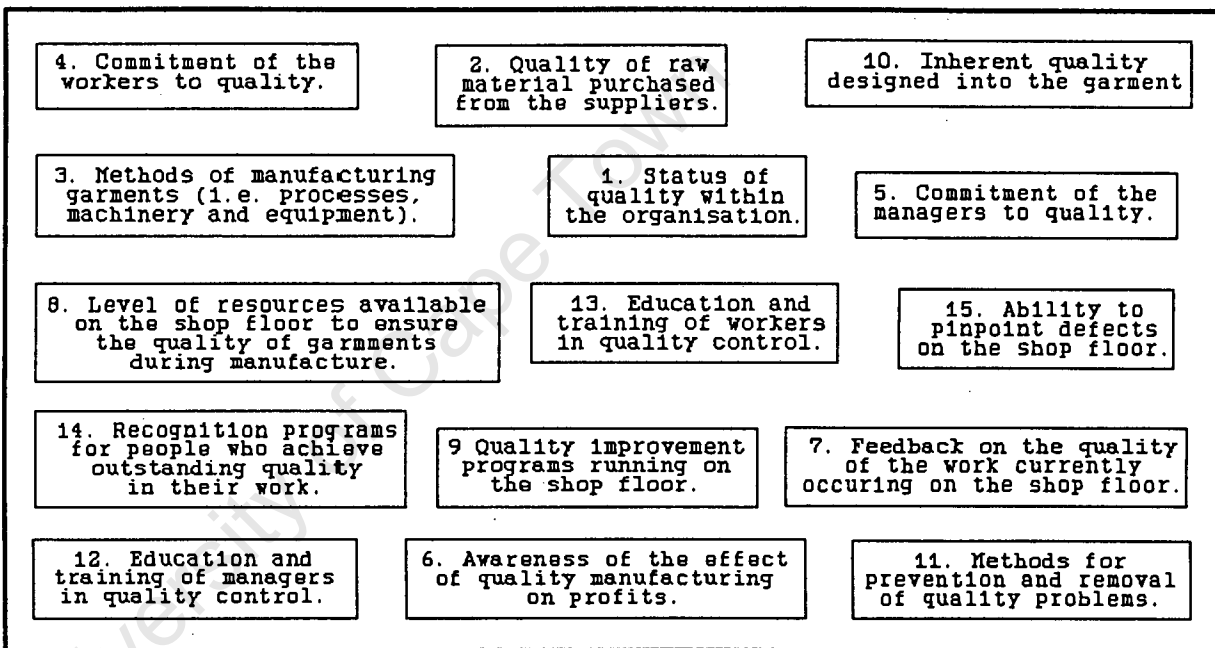 4. Commitment of the
workers to quality.
2. Quality of raw
material purchased
from the suppliers.
10. Inherent quality
designed into the garment
3. Methods of manufacturing
garments (i.e. processes,
machinery and equipment).
1. Status of
quality within
the organisation.
5. Commitment of the
managers to quality.
8. Level of resources available
on the shop floor to ensure
the quality of garmments
during manufacture.
13. Education and
training of workers
in quality control.
15. Ability to
pinpoint defects
on the shop floor.
14. Recognition programs
for people who achieve
outstanding quality
in their work.
9 Quality improvement
programs running on
the shop floor.
7. Feedback on the quality
of the work currently
occuring on the shop floor.
12. Education and
training of managers
in quality control.
6. Awareness of the effect
of quality manufacturing
on profits.
11. Methods for
prevention and removal
of quality problems.
University of Cape Town